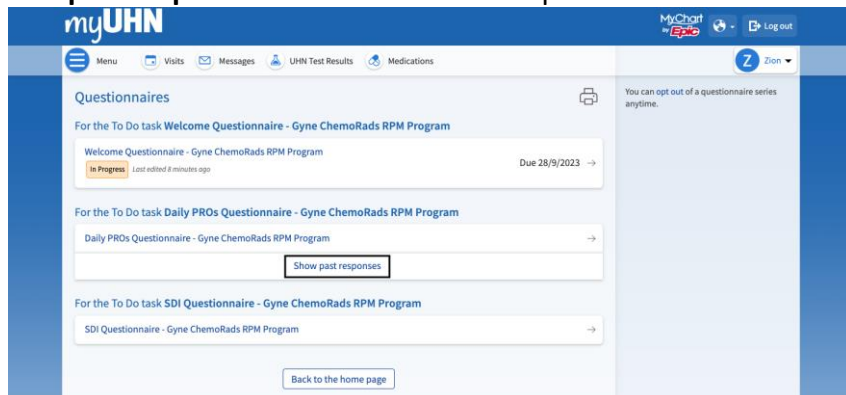 myUHN
MyChart
by Epic
Log out
Menu
Visits
Messages
UHN Test Results
Medications
Z
Zion
Questionnaires
You can opt out of a questionnaire series
anytime.
For the To Do task Welcome Questionnaire - Gyne ChemoRads RPM Program
Welcome Questionnaire - Gyne ChemoRads RPM Program
In Progress Last edited 8 minutes ago
Due 28/9/2023 →
For the To Do task Daily PROs Questionnaire - Gyne ChemoRads RPM Program
Daily PROs Questionnaire - Gyne ChemoRads RPM Program →
Show past responses
For the To Do task SDI Questionnaire - Gyne ChemoRads RPM Program
SDI Questionnaire - Gyne ChemoRads RPM Program →
Back to the home page